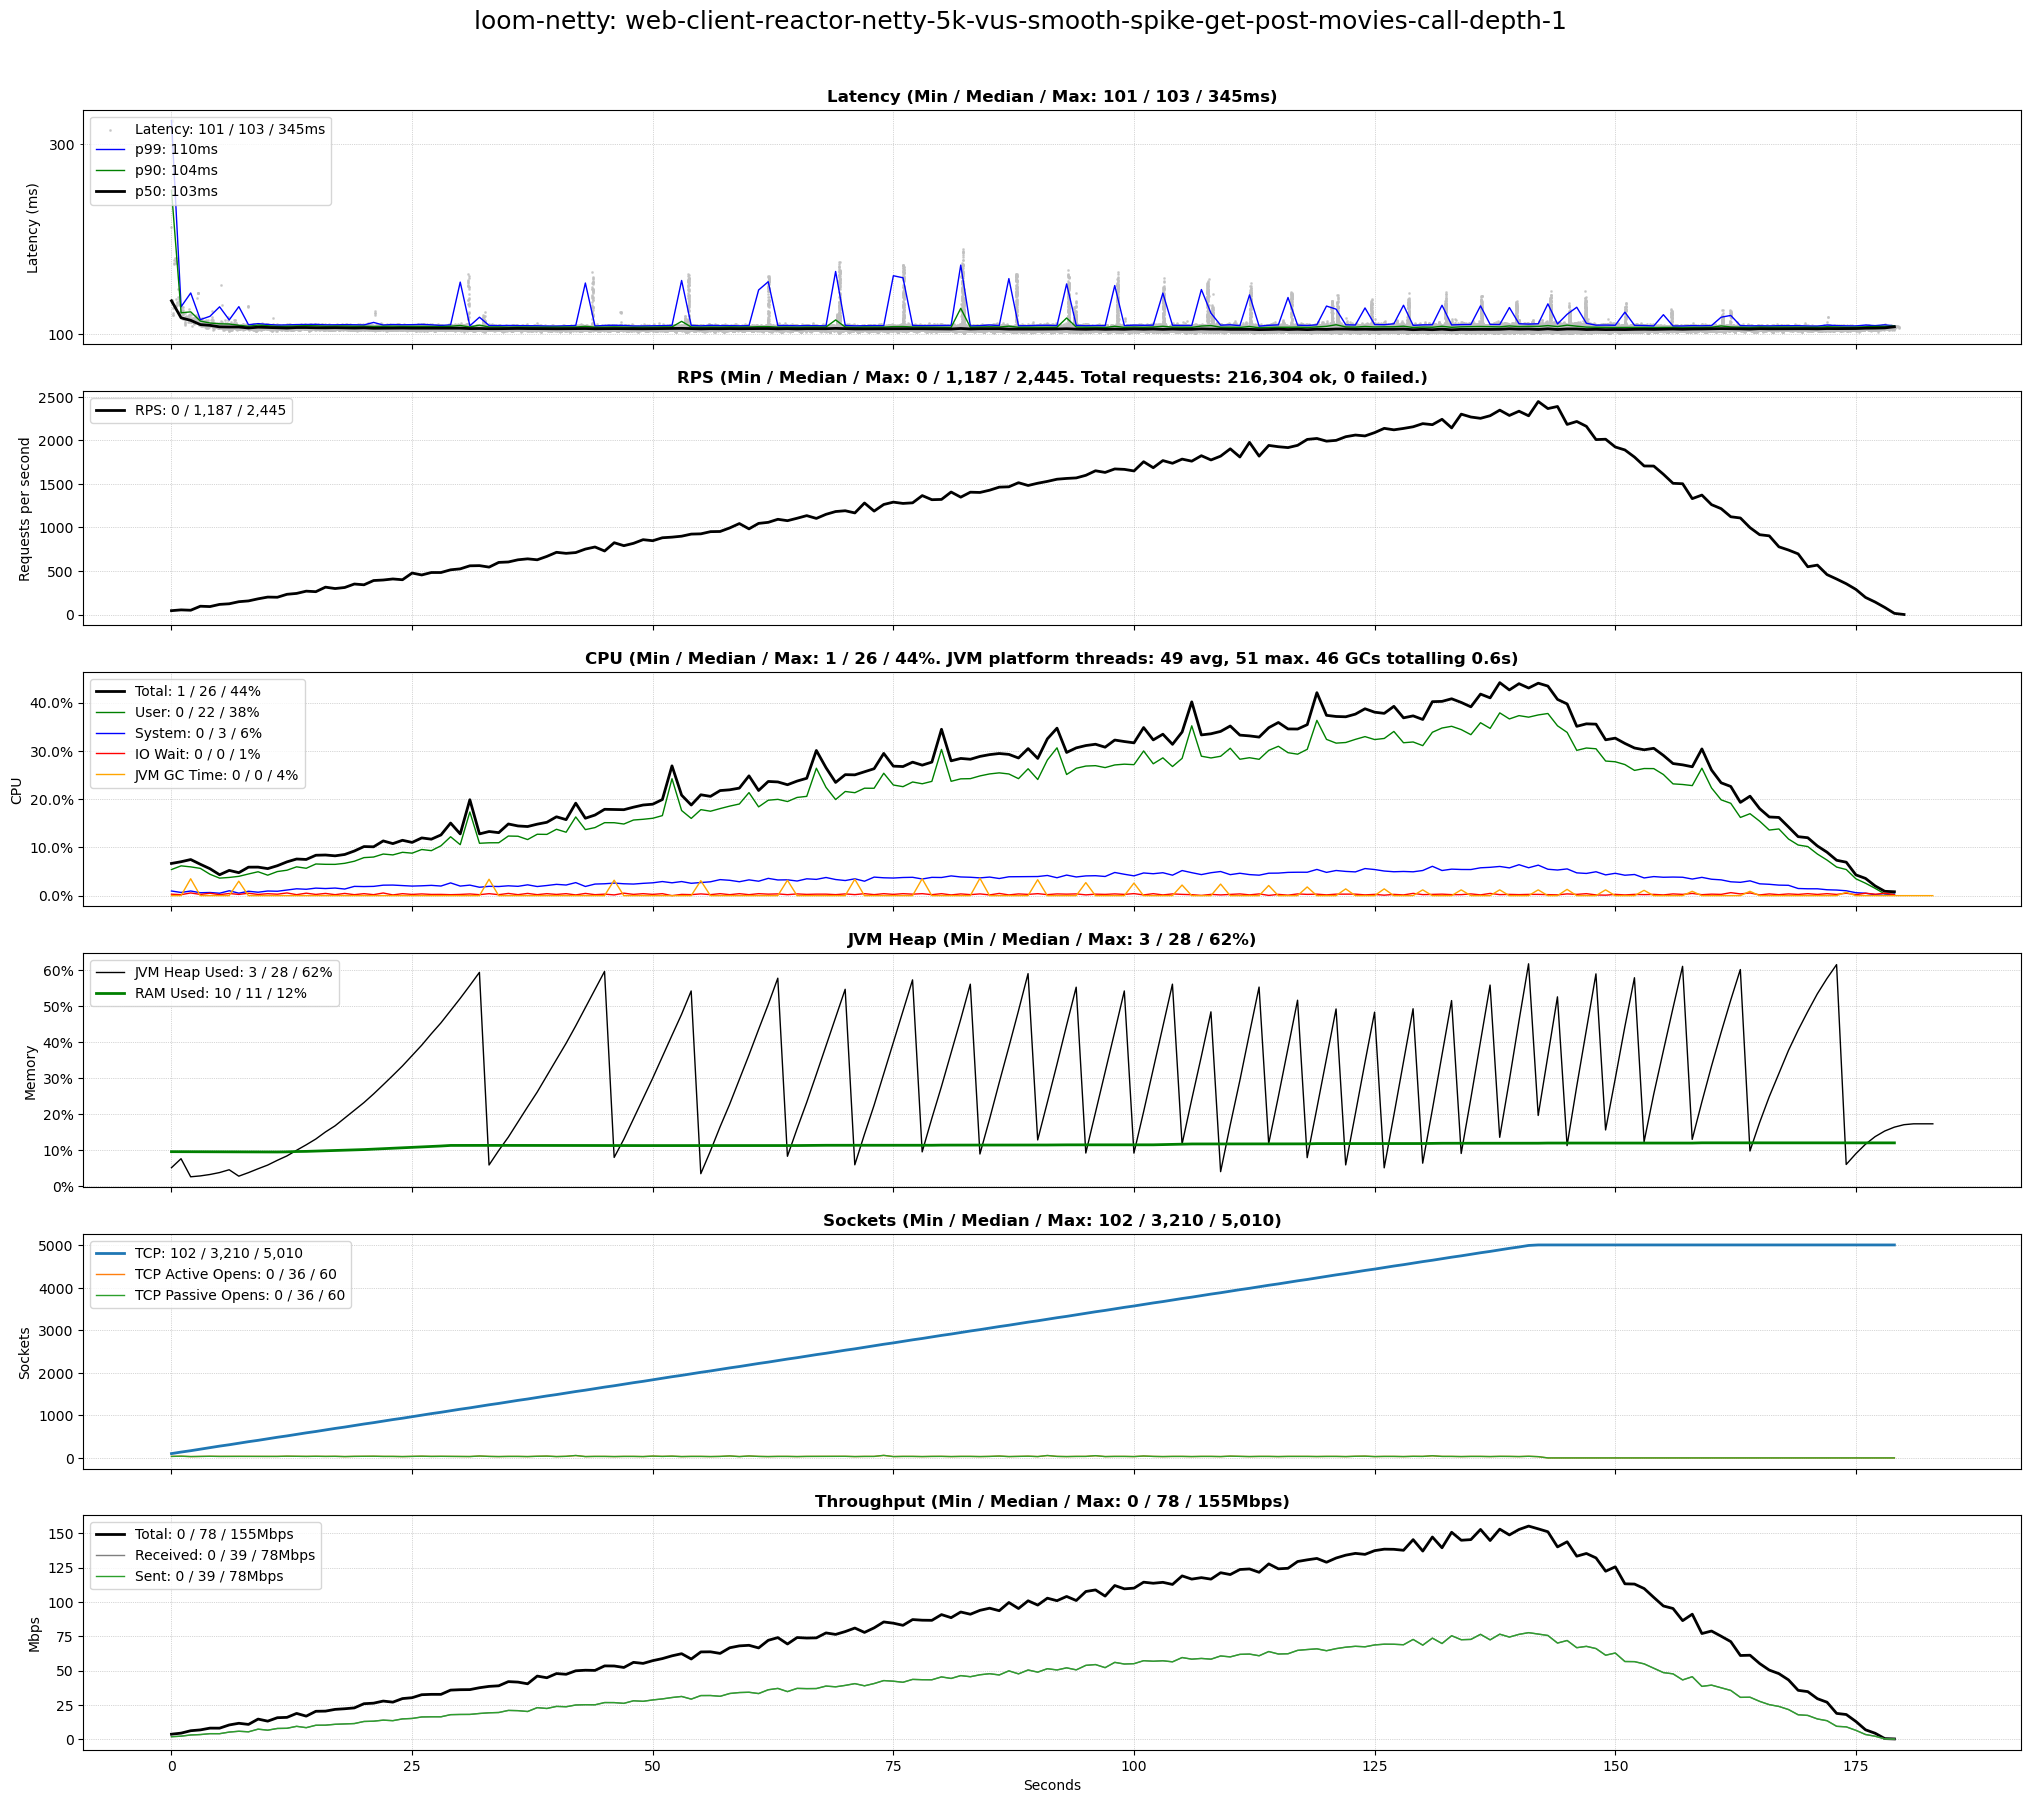 loom-netty: web-client-reactor-netty-5k-vus-smooth-spike-get-post-movies-call-depth-1
Latency (Min / Median / Max: 101 / 103 / 345ms)
Latency: 101 / 103 / 345ms
p99: 110ms
p90: 104ms
p50: 103ms
Latency (ms)
300
100
RPS (Min / Median / Max: 0 / 1,187 / 2,445. Total requests: 216,304 ok, 0 failed.)
RPS: 0 / 1,187 / 2,445
Requests per second
2500
2000
1500
1000
500
0
CPU (Min / Median / Max: 1 / 26 / 44%. JVM platform threads: 49 avg, 51 max. 46 GCs totalling 0.6s)
Total: 1 / 26 / 44%
User: 0 / 22 / 38%
System: 0 / 3 / 6%
IO Wait: 0 / 0 / 1%
JVM GC Time: 0 / 0 / 4%
CPU
40.0%
30.0%
20.0%
10.0%
0.0%
JVM Heap (Min / Median / Max: 3 / 28 / 62%)
JVM Heap Used: 3 / 28 / 62%
RAM Used: 10 / 11 / 12%
Memory
60%
50%
40%
30%
20%
10%
0%
Sockets (Min / Median / Max: 102 / 3,210 / 5,010)
TCP: 102 / 3,210 / 5,010
TCP Active Opens: 0 / 36 / 60
TCP Passive Opens: 0 / 36 / 60
Sockets
5000
4000
3000
2000
1000
0
Throughput (Min / Median / Max: 0 / 78 / 155Mbps)
Total: 0 / 78 / 155Mbps
Received: 0 / 39 / 78Mbps
Sent: 0 / 39 / 78Mbps
Mbps
150
125
100
75
50
25
0
0 25 50 75 100 125 150 175
Seconds